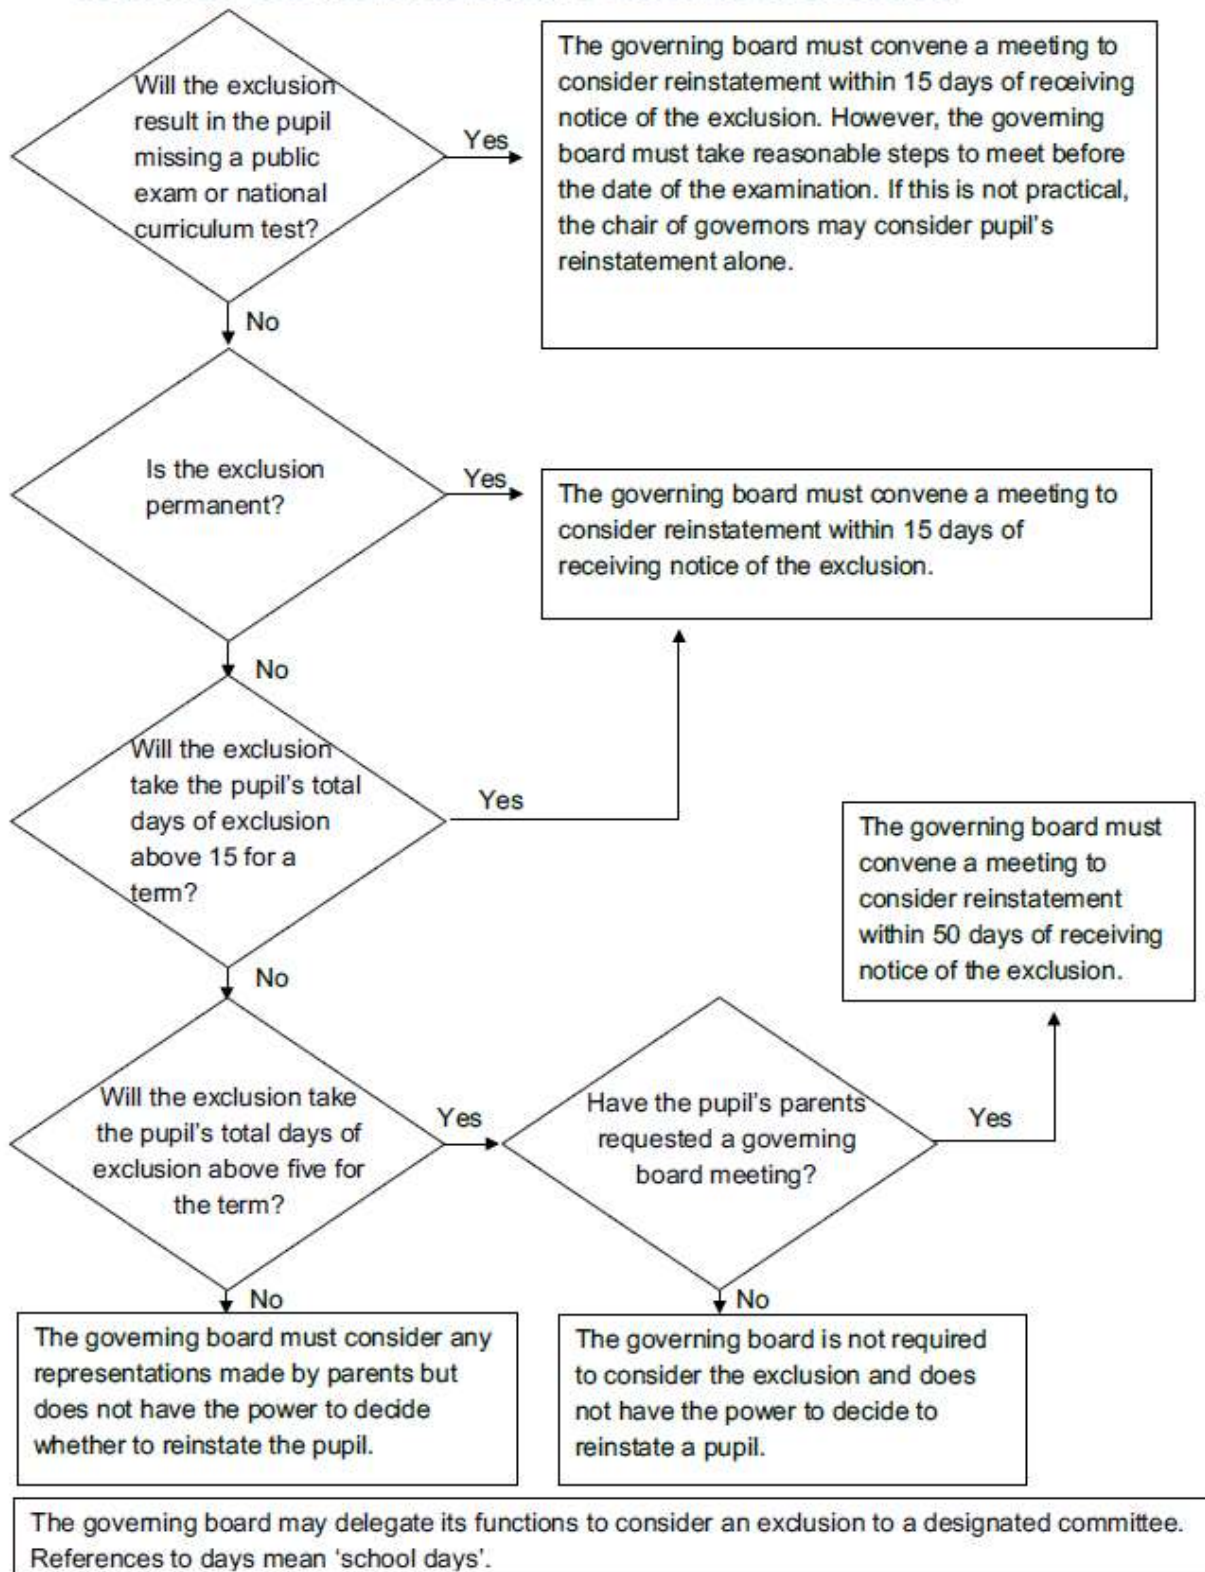 Will the exclusion
result in the pupil
missing a public
exam or national
curriculum test?
Yes
The governing board must convene a meeting to
consider reinstatement within 15 days of receiving
notice of the exclusion. However, the governing
board must take reasonable steps to meet before
the date of the examination. If this is not practical,
the chair of governors may consider pupil's
reinstatement alone.
No
Is the exclusion
permanent?
Yes
The governing board must convene a meeting to
consider reinstatement within 15 days of
receiving notice of the exclusion.
No
Will the exclusion
take the pupil's total
days of exclusion
above 15 for a
term?
Yes
The governing board must
convene a meeting to
consider reinstatement
within 50 days of receiving
notice of the exclusion.
No
Will the exclusion take
the pupil's total days of
exclusion above five for
the term?
Yes
Have the pupil's parents
requested a governing
board meeting?
Yes
No
The governing board must consider any
representations made by parents but
does not have the power to decide
whether to reinstate the pupil.
No
The governing board is not required
to consider the exclusion and does
not have the power to decide to
reinstate a pupil.
The governing board may delegate its functions to consider an exclusion to a designated committee.
References to days mean 'school days'.